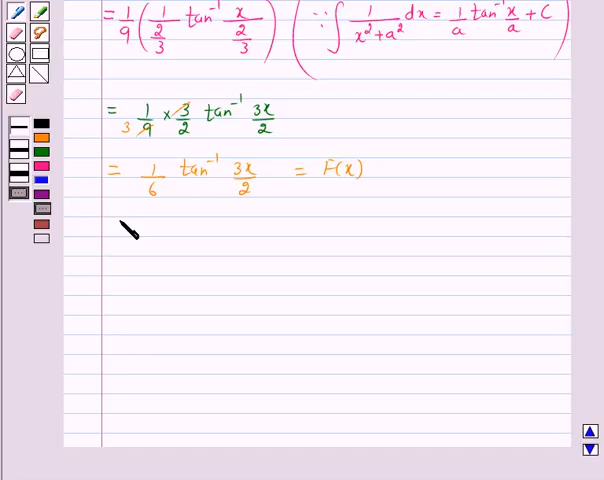 = 1/9 ( 1/(2/3) tan⁻¹ x/(2/3) ) ( ∵ ∫ 1/(x²+a²) dx = 1/a tan⁻¹ x/a + C )
= 1/9 × 3/2 tan⁻¹ 3x/2
3
= 1/6 tan⁻¹ 3x/2 = F(x)